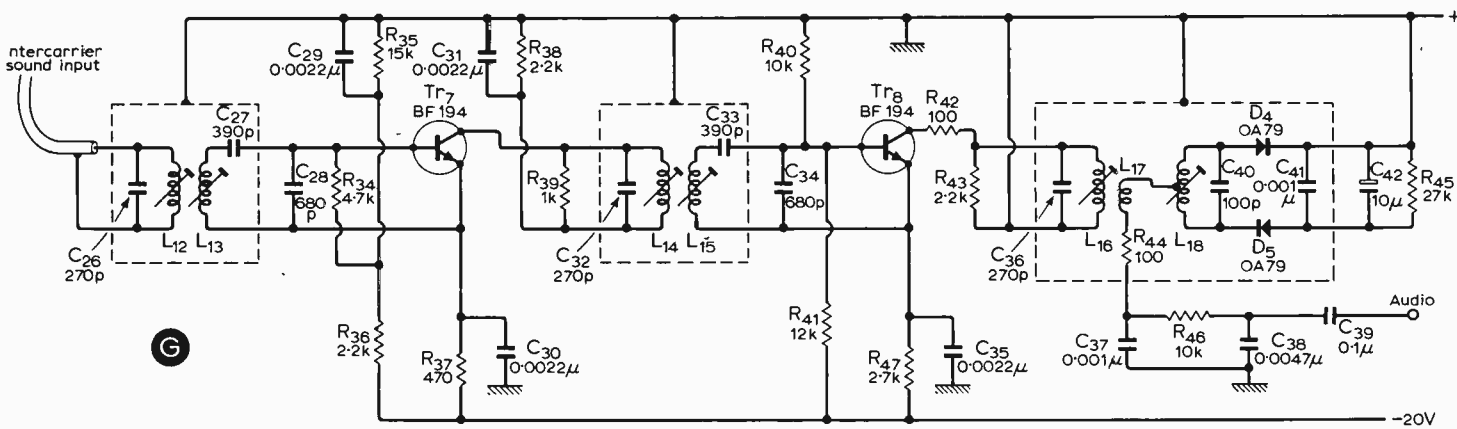 ntercarrier
sound input
C26
270p
L12
L13
C27
390p
C28
680
p
C29
0·0022μ
R35
15k
R34
4.7k
R36
2.2k
Tr7
BF 194
R37
470
C30
0·0022μ
C31
0·0022μ
R38
2.2k
R39
1k
C32
270p
L14
L15
C33
390p
C34
680p
R40
10k
R41
12k
Tr8
BF 194
R42
100
R47
2.7k
C35
0·0022μ
R43
2.2k
C36
270p
L16
L17
R44
100
L18
C40
100p
D4
OA79
D5
OA79
C41
0·001
μ
C42
10μ
R45
27k
C37
0·001μ
R46
10k
C38
0·0047μ
C39
0·1μ
Audio
+
-20V
G